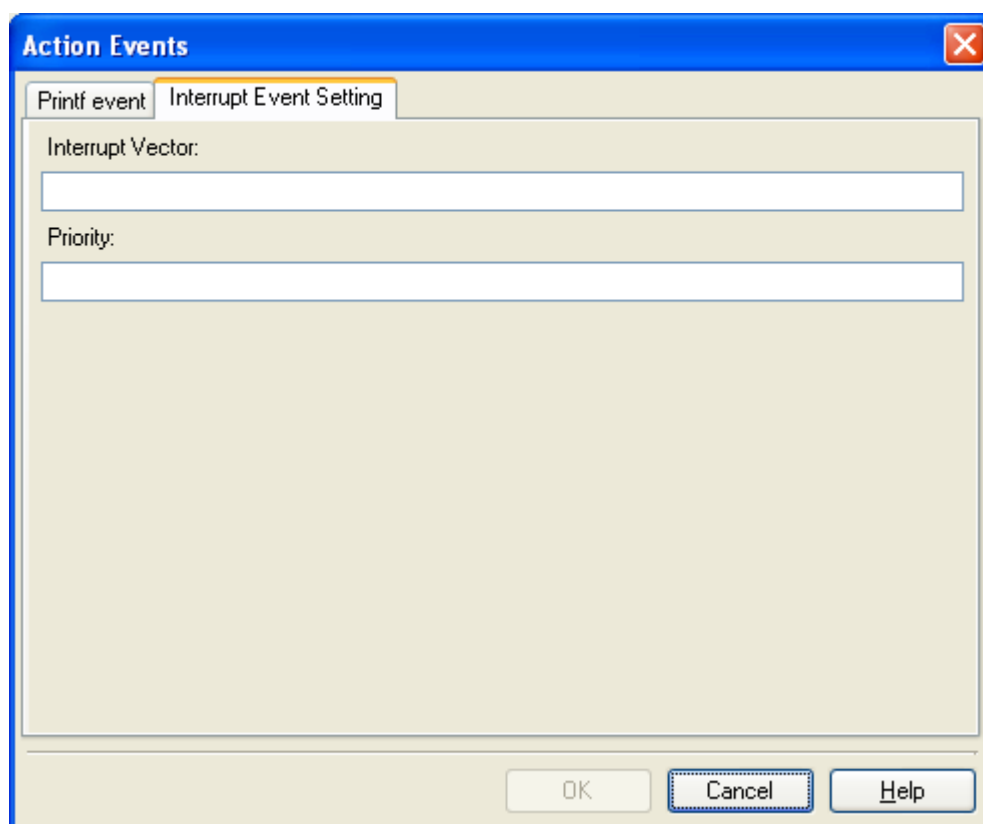 Action Events
Printf event Interrupt Event Setting
Interrupt Vector:
Priority:
OK Cancel Help